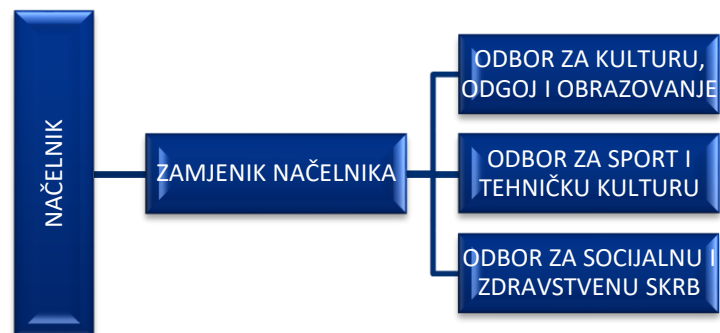 NAČELNIK
ZAMJENIK NAČELNIKA
ODBOR ZA KULTURU,
ODGOJ I OBRAZOVANJE
ODBOR ZA SPORT I
TEHNIČKU KULTURU
ODBOR ZA SOCIJALNU I
ZDRAVSTVENU SKRB